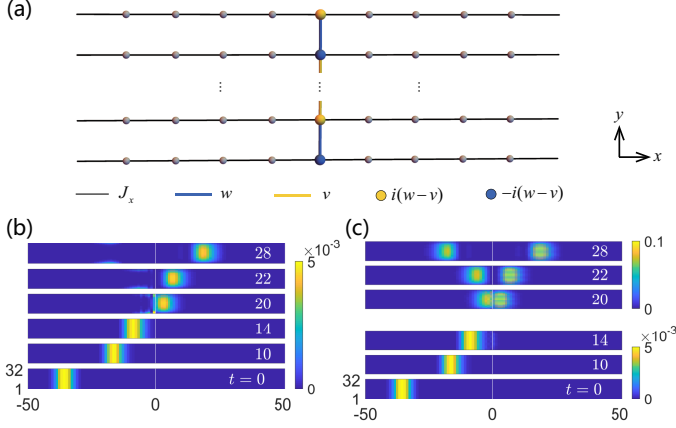 (a)
⋮ ⋮ ⋮
y
x
J_x w v i(w−v) −i(w−v)
(b)
×10^-3
28
5
22
20
14
10
0
32
1
t = 0
-50 0 50
(c)
28
0.1
22
20
0
14
×10^-3
5
10
32
1
t = 0
0
-50 0 50